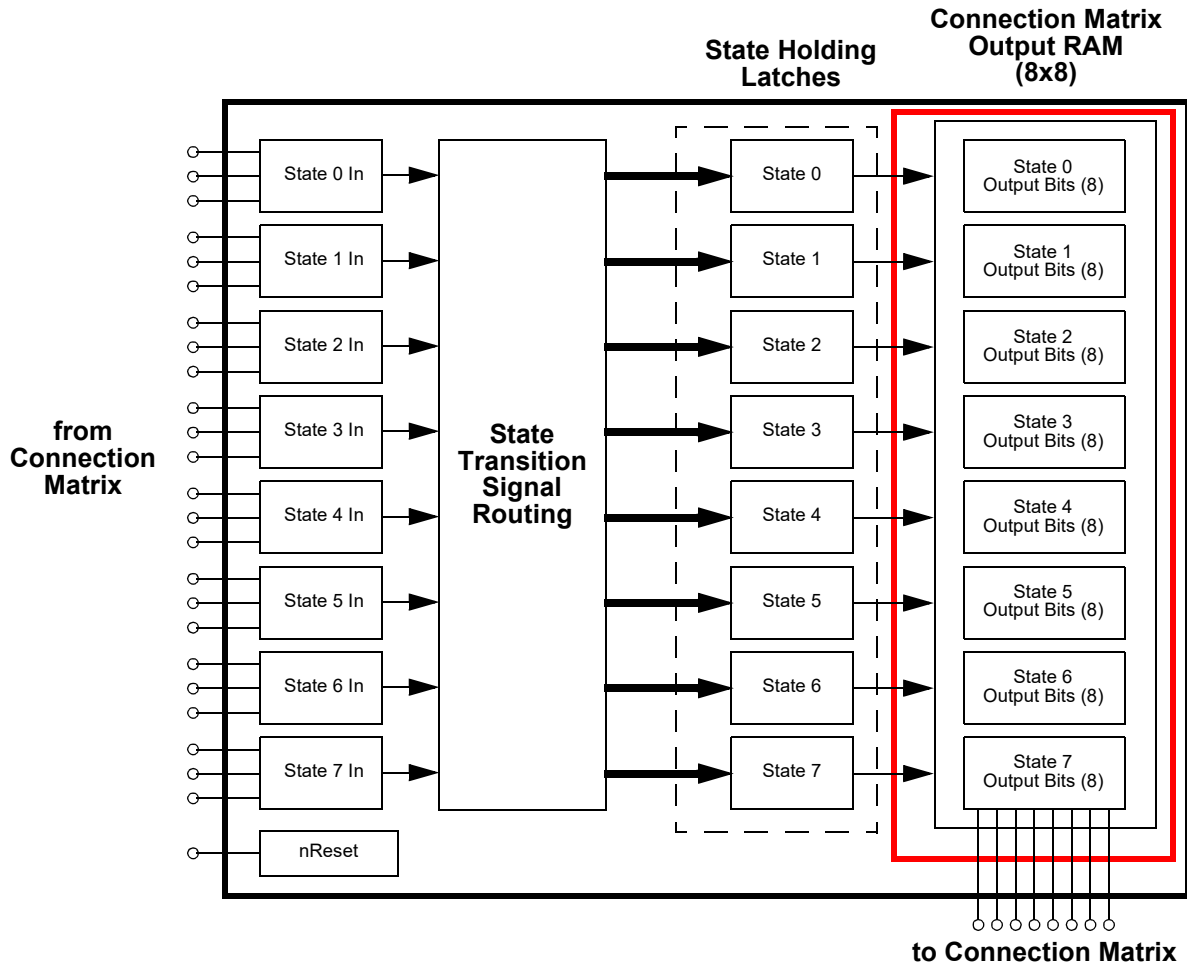 Connection Matrix
Output RAM
(8x8)
State Holding
Latches
State 0 In
State 0
State 0
Output Bits (8)
State 1 In
State 1
State 1
Output Bits (8)
State 2 In
State 2
State 2
Output Bits (8)
State 3 In
State 3
State 3
Output Bits (8)
from
Connection
Matrix
State
Transition
Signal
Routing
State 4 In
State 4
State 4
Output Bits (8)
State 5 In
State 5
State 5
Output Bits (8)
State 6 In
State 6
State 6
Output Bits (8)
State 7 In
State 7
State 7
Output Bits (8)
nReset
to Connection Matrix